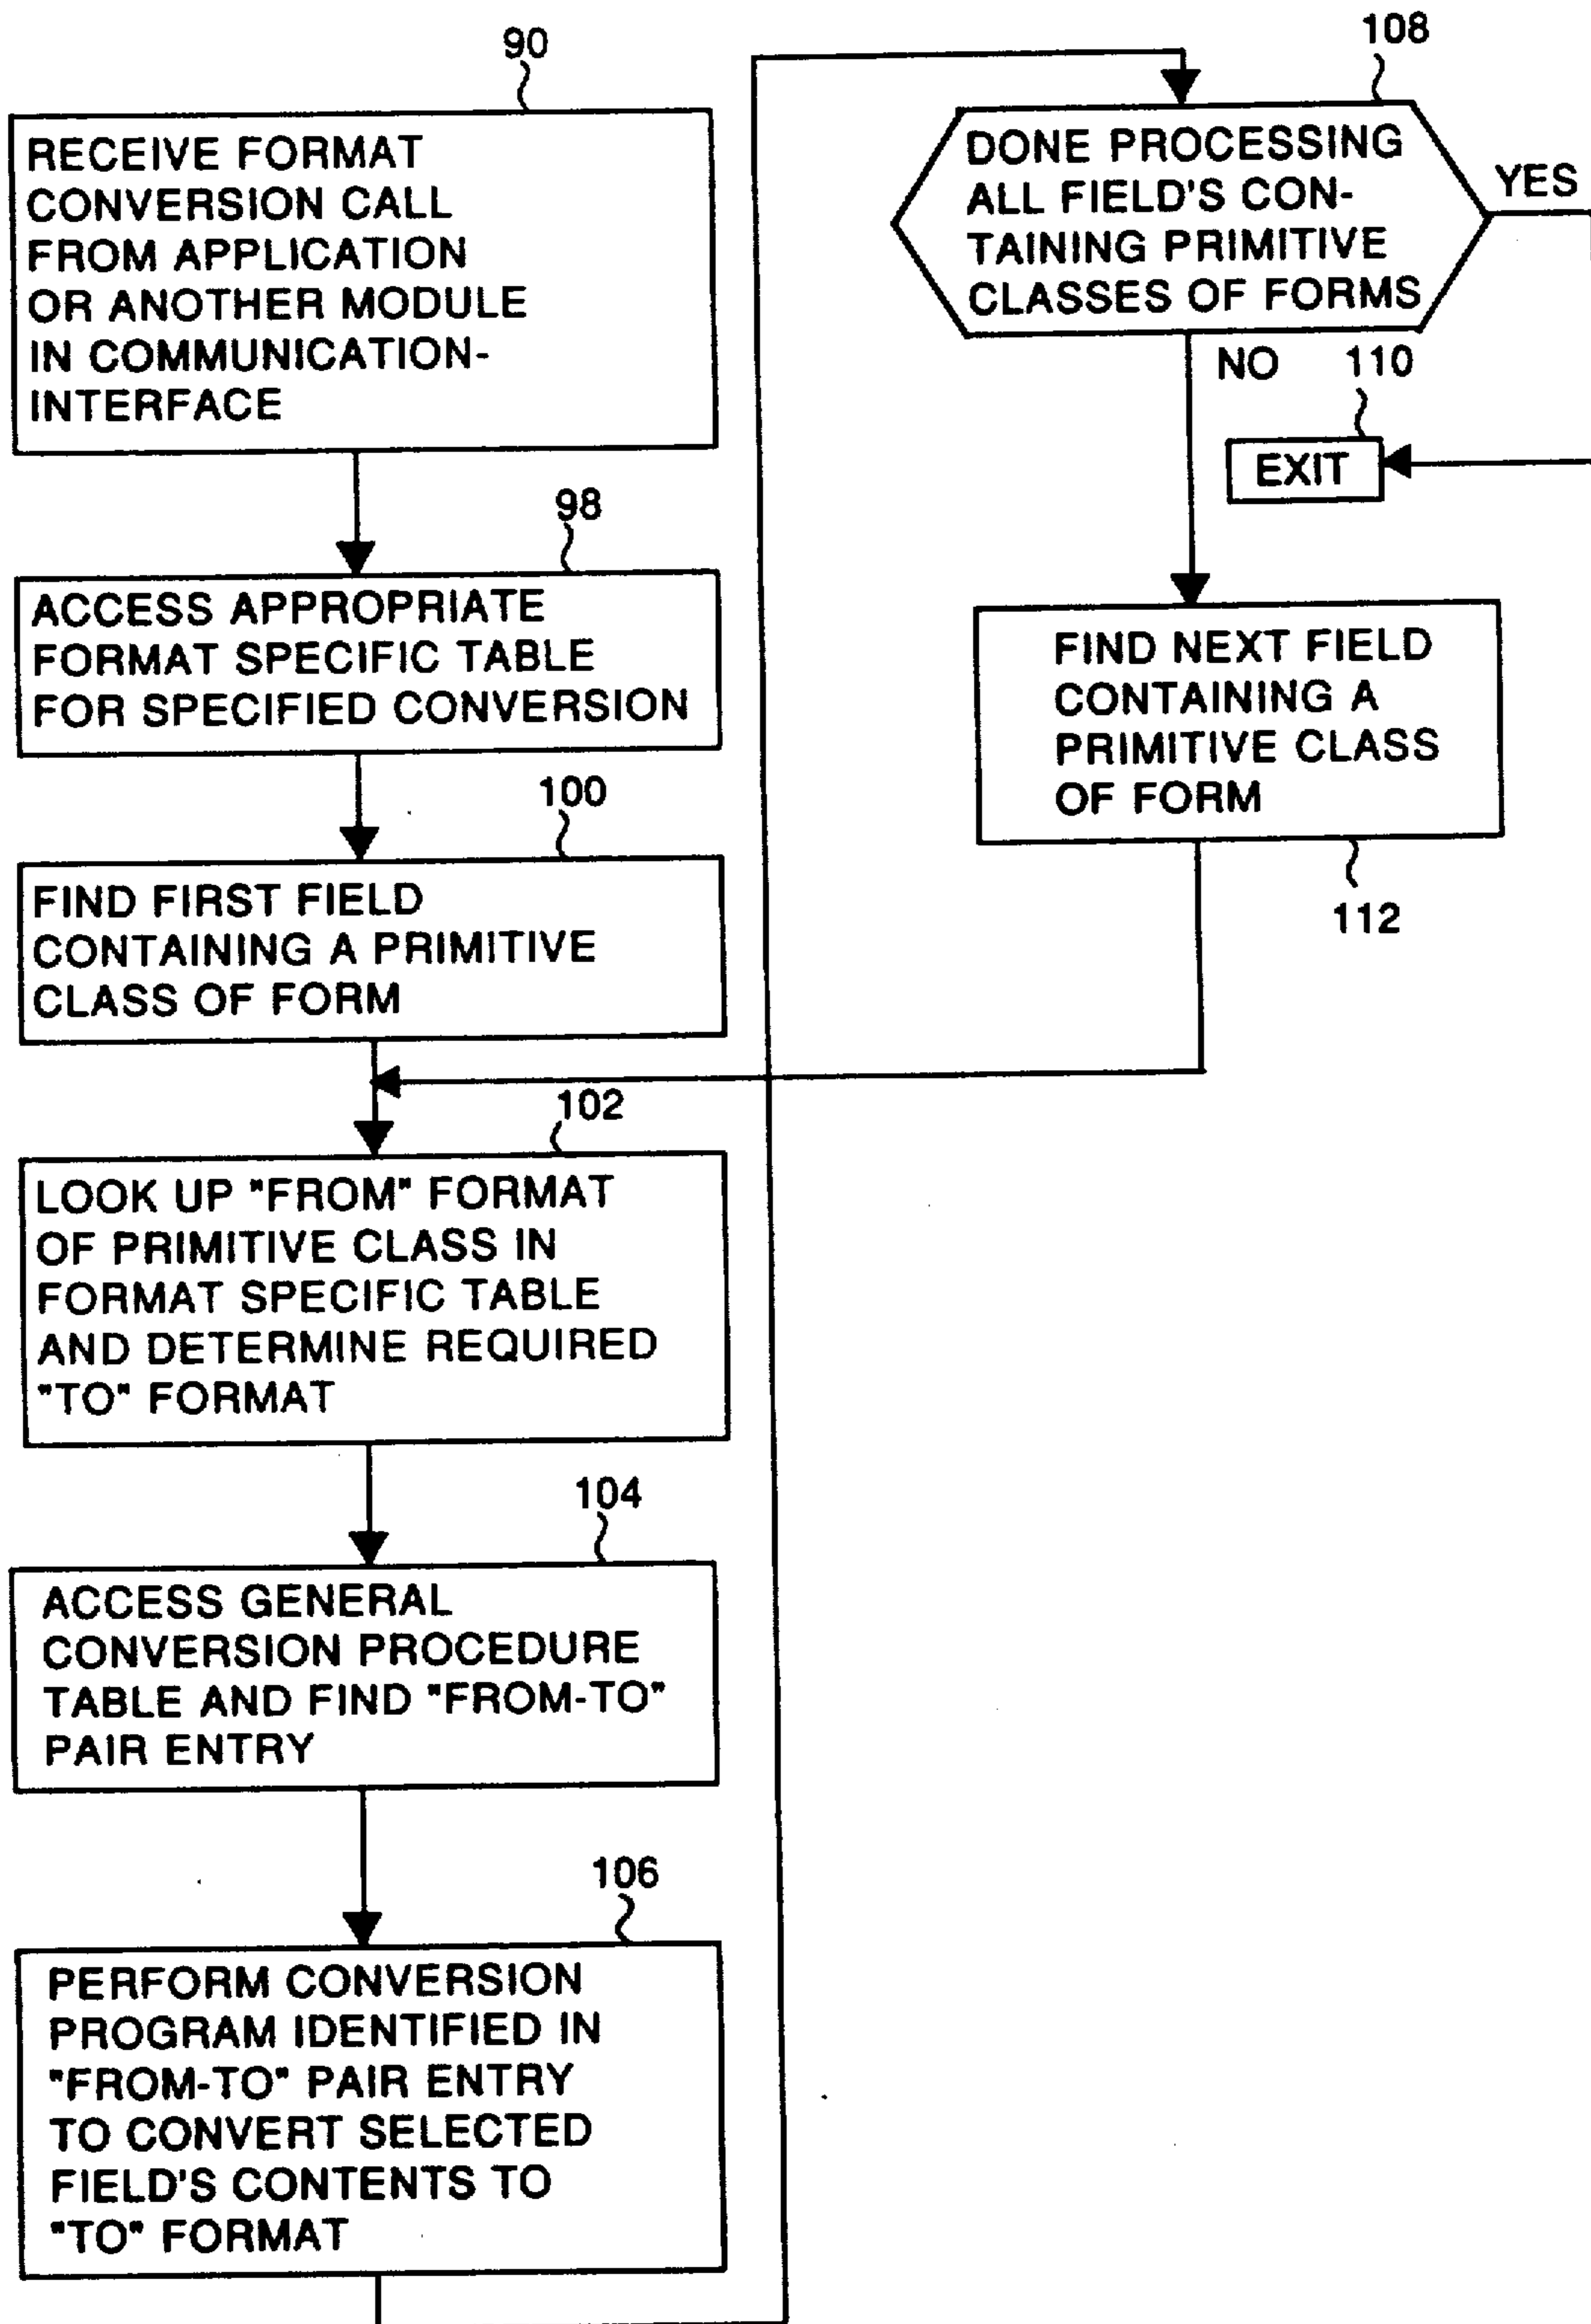 90
RECEIVE FORMAT
CONVERSION CALL
FROM APPLICATION
OR ANOTHER MODULE
IN COMMUNICATION-
INTERFACE
98
ACCESS APPROPRIATE
FORMAT SPECIFIC TABLE
FOR SPECIFIED CONVERSION
100
FIND FIRST FIELD
CONTAINING A PRIMITIVE
CLASS OF FORM
102
LOOK UP "FROM" FORMAT
OF PRIMITIVE CLASS IN
FORMAT SPECIFIC TABLE
AND DETERMINE REQUIRED
"TO" FORMAT
104
ACCESS GENERAL
CONVERSION PROCEDURE
TABLE AND FIND "FROM-TO"
PAIR ENTRY
106
PERFORM CONVERSION
PROGRAM IDENTIFIED IN
"FROM-TO" PAIR ENTRY
TO CONVERT SELECTED
FIELD'S CONTENTS TO
"TO" FORMAT
108
DONE PROCESSING
ALL FIELD'S CON-
TAINING PRIMITIVE
CLASSES OF FORMS
YES
NO
110
EXIT
FIND NEXT FIELD
CONTAINING A
PRIMITIVE CLASS
OF FORM
112